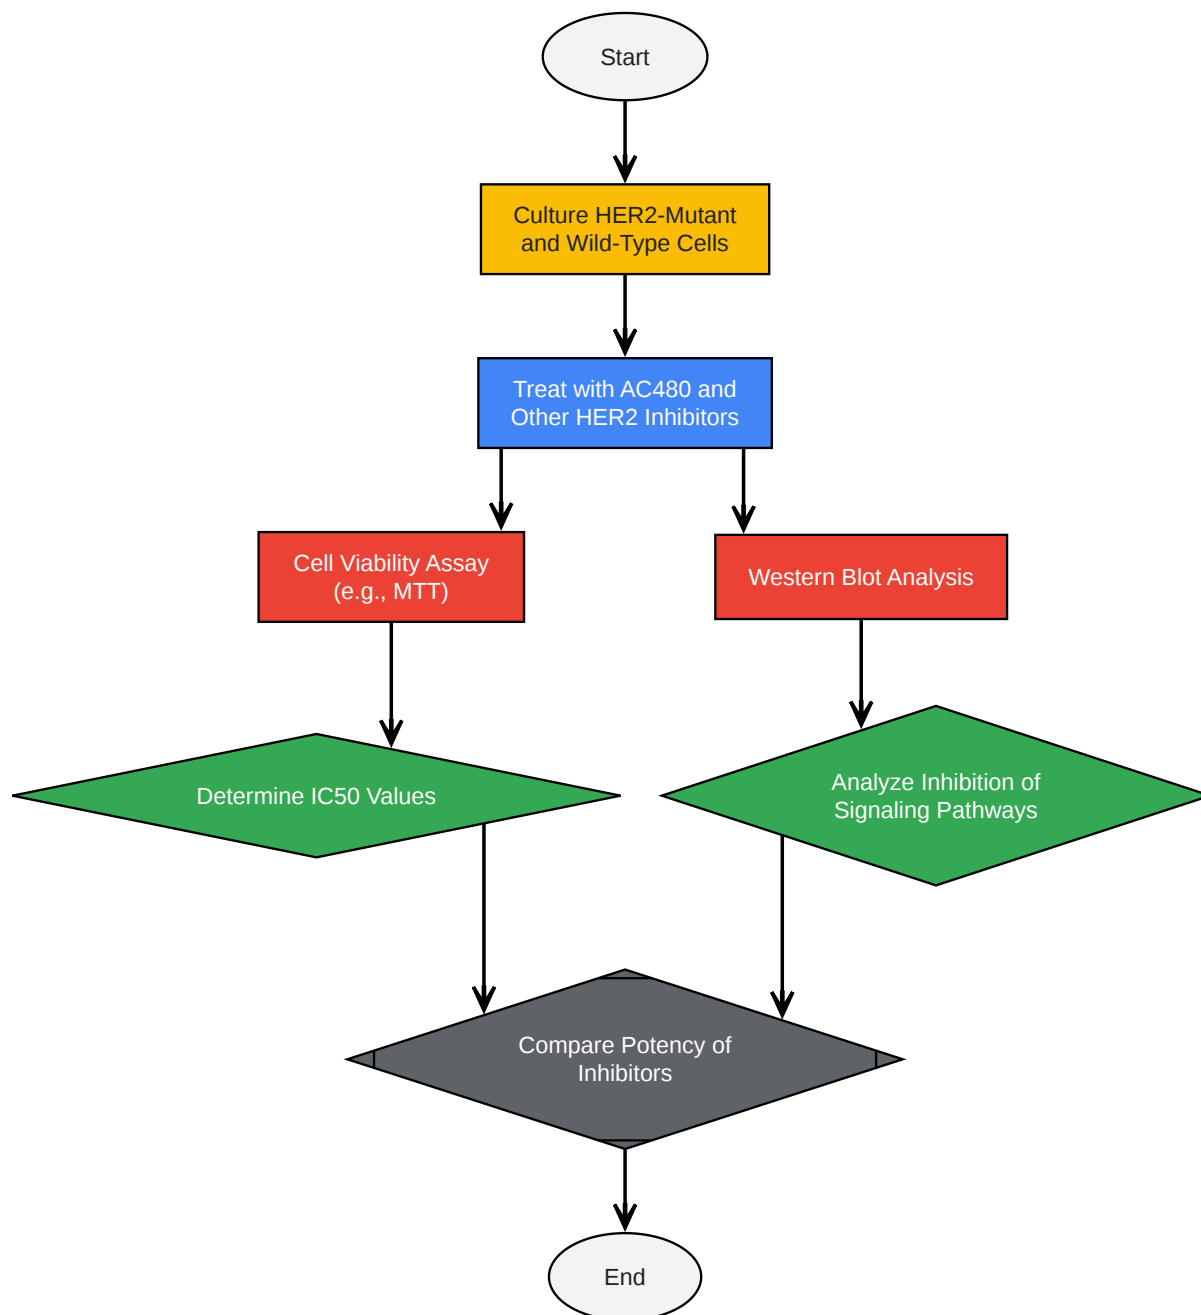 Start
Culture HER2-Mutant
and Wild-Type Cells
Treat with AC480 and
Other HER2 Inhibitors
Cell Viability Assay
(e.g., MTT)
Western Blot Analysis
Determine IC50 Values
Analyze Inhibition of
Signaling Pathways
Compare Potency of
Inhibitors
End